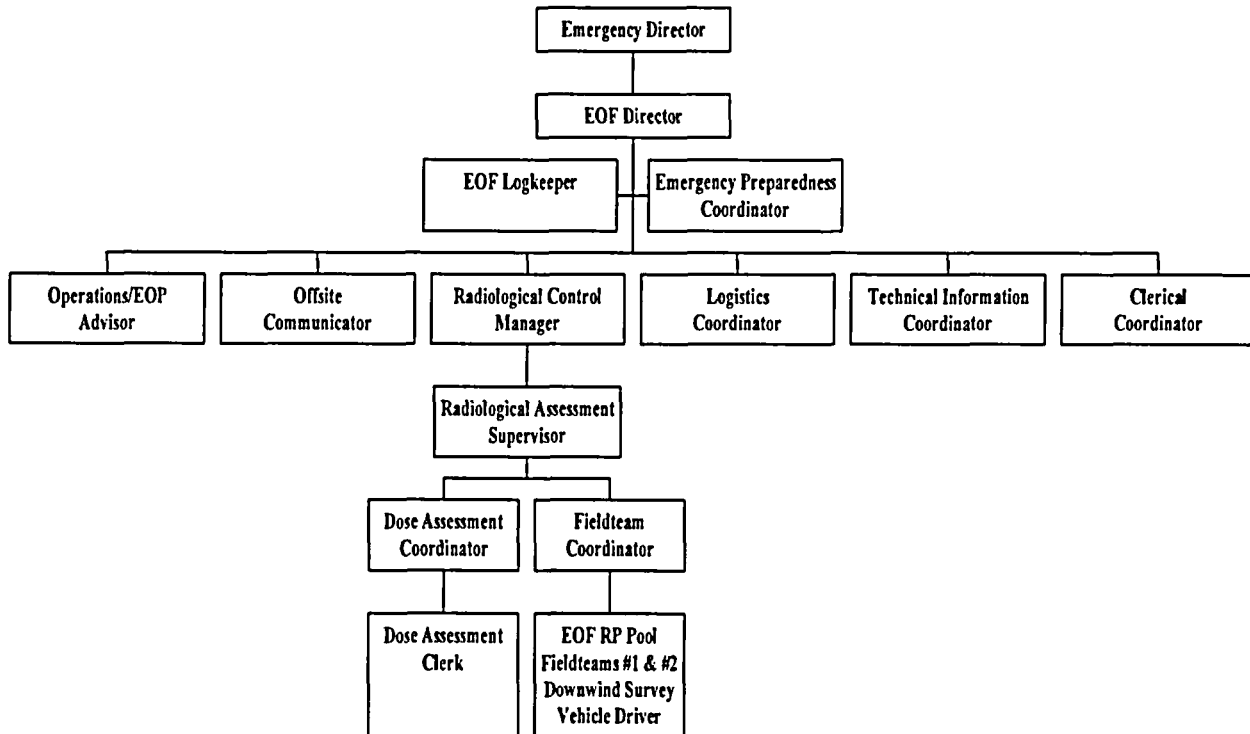 Emergency Director
EOF Director
EOF Logkeeper
Emergency Preparedness
Coordinator
Operations/EOP
Advisor
Offsite
Communicator
Radiological Control
Manager
Logistics
Coordinator
Technical Information
Coordinator
Clerical
Coordinator
Radiological Assessment
Supervisor
Dose Assessment
Coordinator
Fieldteam
Coordinator
Dose Assessment
Clerk
EOF RP Pool
Fieldteams #1 & #2
Downwind Survey
Vehicle Driver